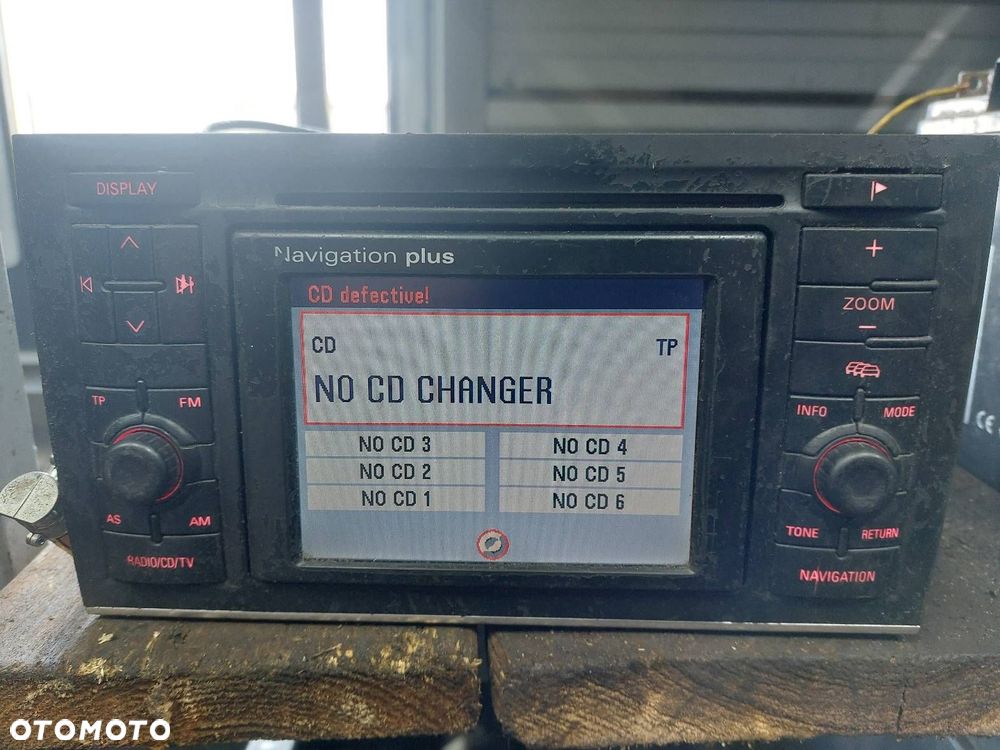 DISPLAY
Navigation plus
CD defective!
CD TP
NO CD CHANGER
NO CD 3 NO CD 4
NO CD 2 NO CD 5
NO CD 1 NO CD 6
TP FM
AS AM
RADIO/CD/TV
+
ZOOM
−
INFO MODE
TONE RETURN
NAVIGATION
CE
OTOMOTO